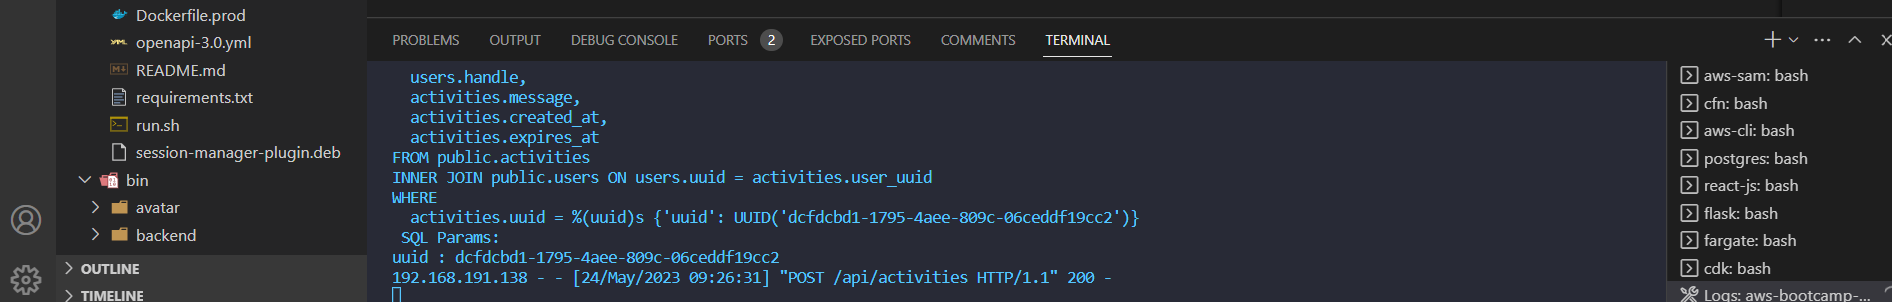 Dockerfile.prod
openapi-3.0.yml
README.md
requirements.txt
run.sh
session-manager-plugin.deb
bin
avatar
backend
OUTLINE
TIMELINE
PROBLEMS OUTPUT DEBUG CONSOLE PORTS 2 EXPOSED PORTS COMMENTS TERMINAL
users.handle,
activities.message,
activities.created_at,
activities.expires_at
FROM public.activities
INNER JOIN public.users ON users.uuid = activities.user_uuid
WHERE
activities.uuid = %(uuid)s {'uuid': UUID('dcfdcbd1-1795-4aee-809c-06ceddf19cc2')}
SQL Params:
uuid : dcfdcbd1-1795-4aee-809c-06ceddf19cc2
192.168.191.138 - - [24/May/2023 09:26:31] "POST /api/activities HTTP/1.1" 200 -
aws-sam: bash
cfn: bash
aws-cli: bash
postgres: bash
react-js: bash
flask: bash
fargate: bash
cdk: bash
Logs: aws-bootcamp-...